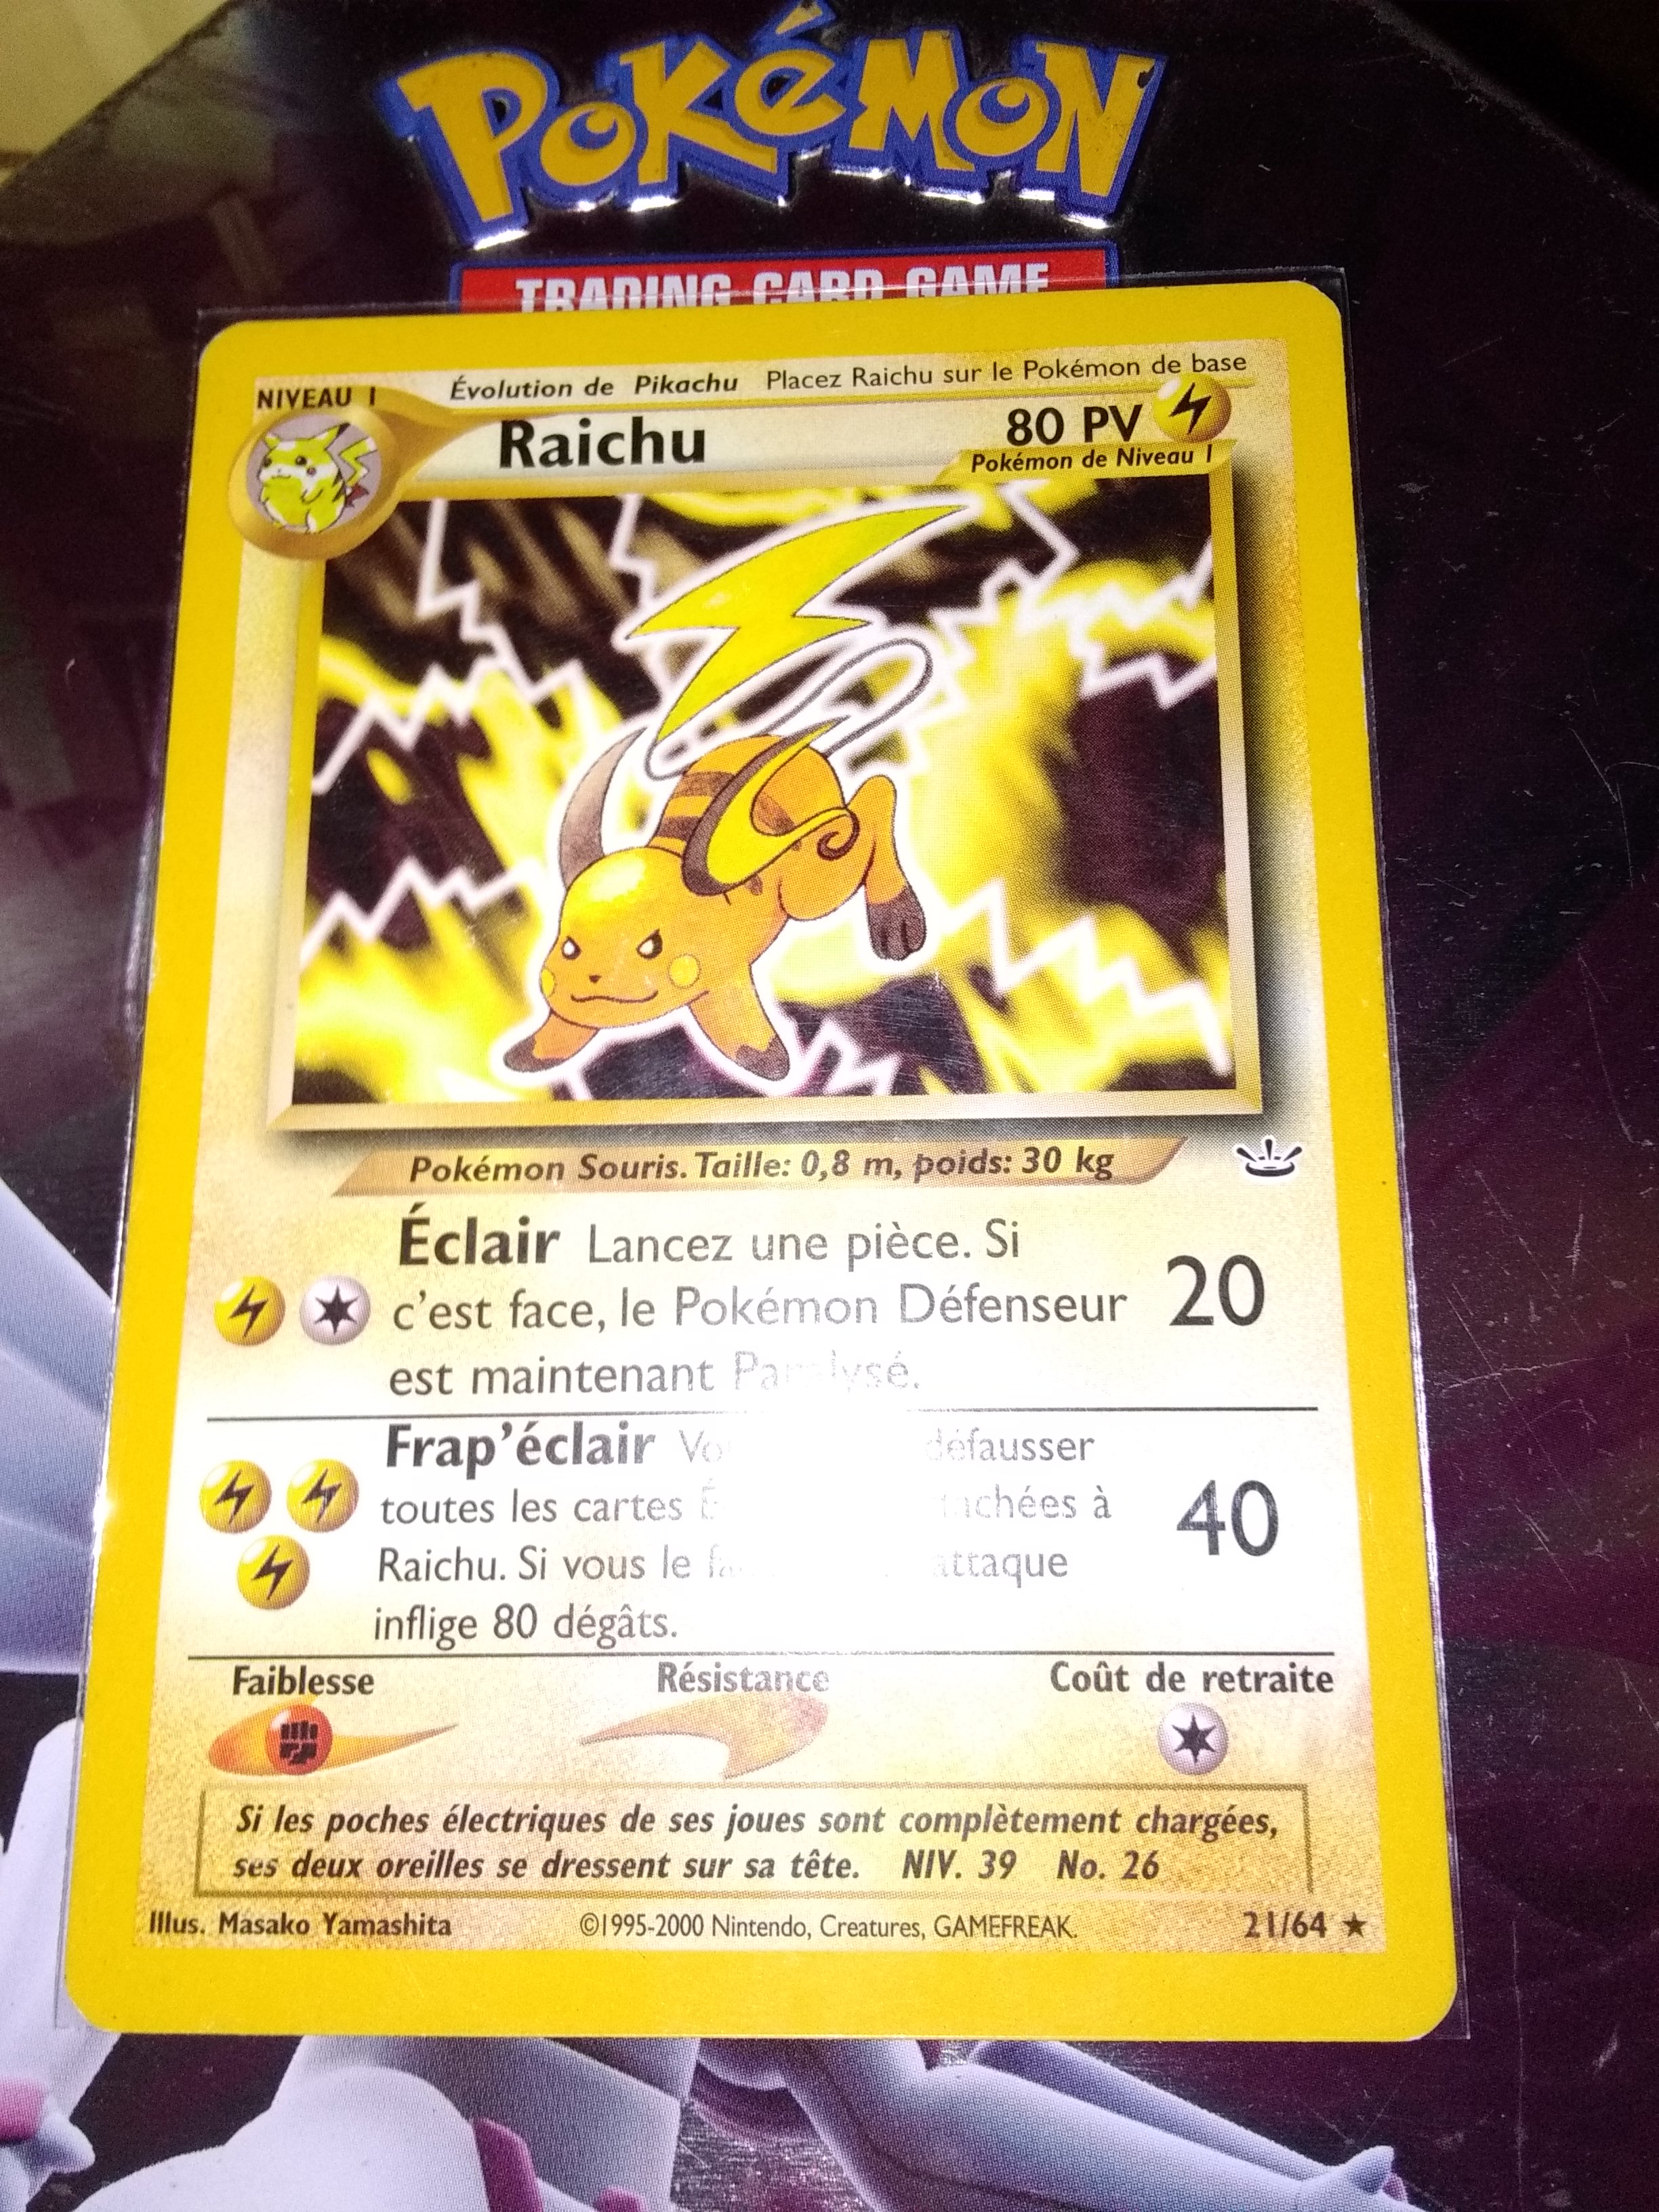 POKéMON
TRADING CARD GAME
NIVEAU 1
Évolution de Pikachu Placez Raichu sur le Pokémon de base
Raichu 80 PV
Pokémon de Niveau 1
Pokémon Souris. Taille: 0,8 m, poids: 30 kg
Éclair Lancez une pièce. Si
c'est face, le Pokémon Défenseur 20
est maintenant Paralysé.
Frap'éclair défausser
toutes les cartes à
Raichu. Si vous le attaque 40
inflige 80 dégâts.
Faiblesse Résistance Coût de retraite
Si les poches électriques de ses joues sont complètement chargées,
ses deux oreilles se dressent sur sa tête. NIV. 39 No. 26
Illus. Masako Yamashita ©1995-2000 Nintendo, Creatures, GAMEFREAK. 21/64 ★